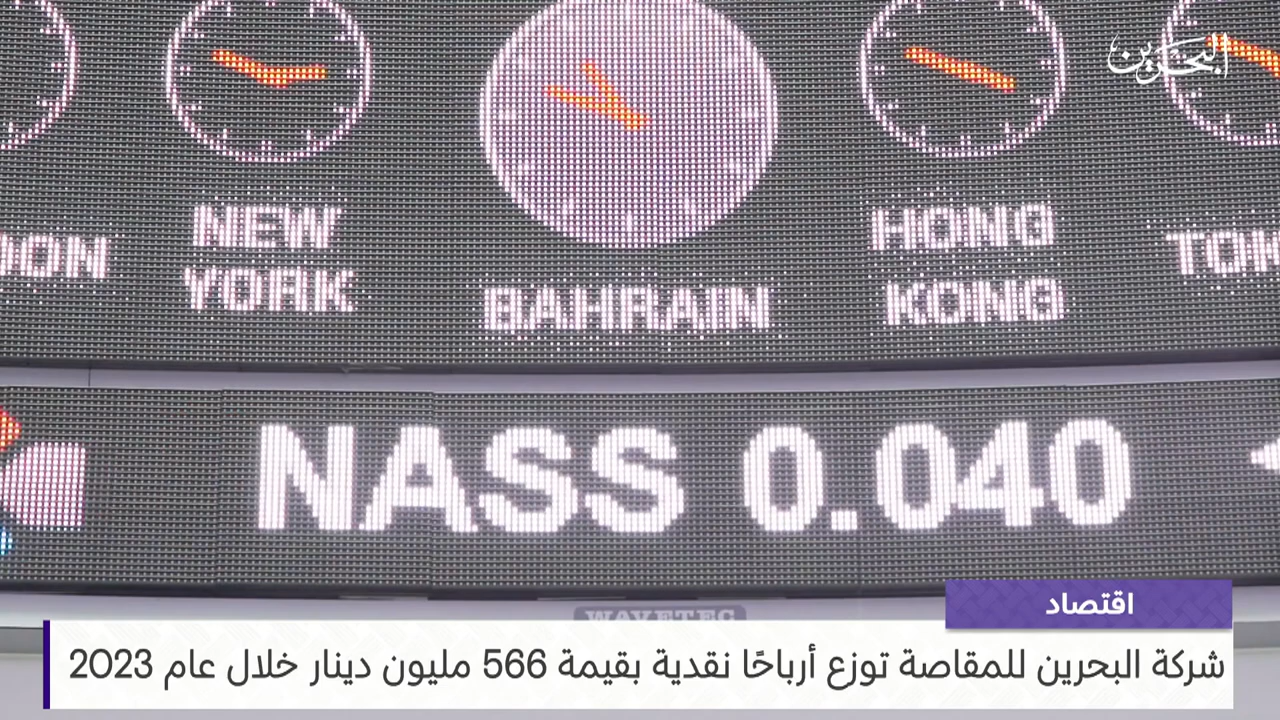 البحرين
NEW
YORK
BAHRAIN
HONG
KONG
NASS 0.040
WAVETEC
اقتصاد
شركة البحرين للمقاصة توزع أرباحًا نقدية بقيمة 566 مليون دينار خلال عام 2023